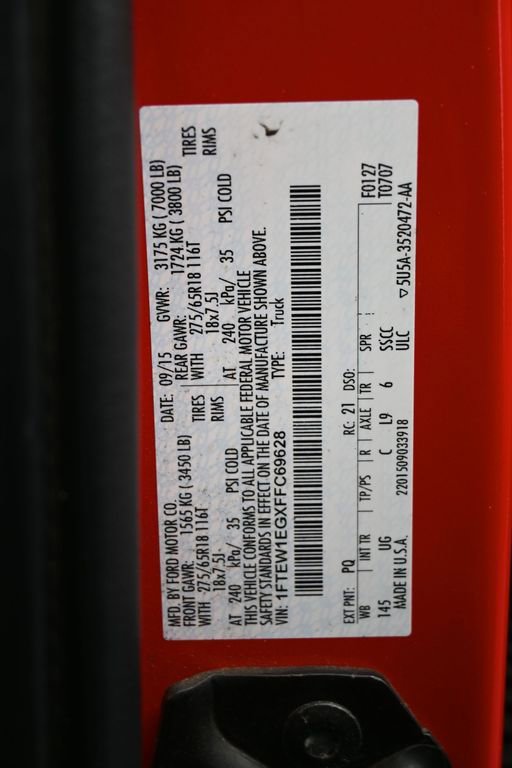 MFD. BY FORD MOTOR CO. DATE: 09/15 GVWR: 3175 KG ( 7000 LB)
FRONT GAWR: 1565 KG ( 3450 LB) REAR GAWR: 1724 KG ( 3800 LB)
WITH 275/65R18 116T TIRES WITH 275/65R18 116T TIRES
18x7.5J RIMS 18x7.5J RIMS
AT 240 kPa/ 35 PSI COLD AT 240 kPa/ 35 PSI COLD
THIS VEHICLE CONFORMS TO ALL APPLICABLE FEDERAL MOTOR VEHICLE
SAFETY STANDARDS IN EFFECT ON THE DATE OF MANUFACTURE SHOWN ABOVE.
VIN: 1FTEW1EGXFFC69628 TYPE: Truck
EXT PNT: PQ RC: 21 DSO: F0127
WB INT TR TP/PS R AXLE TR SPR T0707
145 UG C L9 6 SSCC
MADE IN U.S.A. 2201509033918 ULC ▽5U5A-3520472-AA